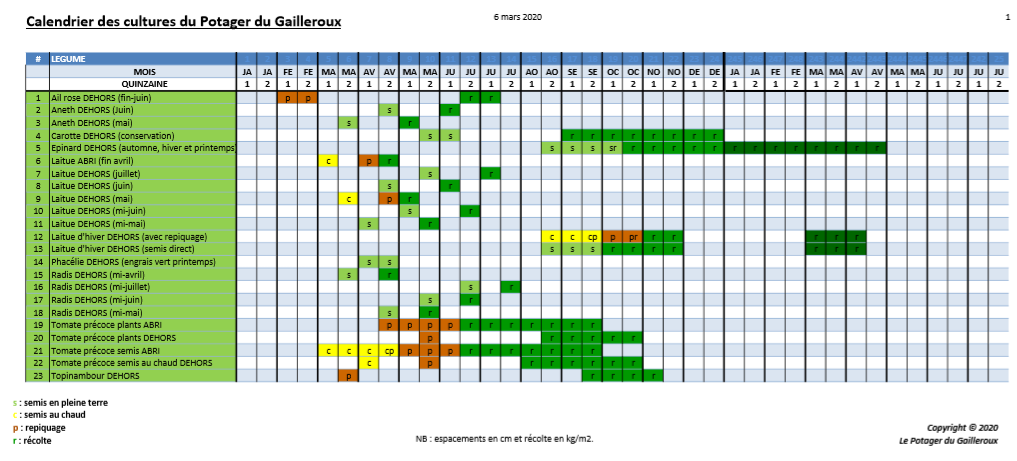 Calendrier des cultures du Potager du Gailleroux
6 mars 2020
1
# LEGUME
MOIS JA JA FE FE MA MA AV AV MA MA JU JU JU JU AO AO SE SE OC OC NO NO DE DE JA JA FE FE MA MA AV AV MA MA JU JU JU JU
QUINZAINE 1 2 1 2 1 2 1 2 1 2 1 2 1 2 1 2 1 2 1 2 1 2 1 2 1 2 1 2 1 2 1 2 1 2 1 2 1 2
1 Ail rose DEHORS (fin-juin) p p r r
2 Aneth DEHORS (Juin) s r
3 Aneth DEHORS (mai) s r
4 Carotte DEHORS (conservation) s s r r r r r r r r
5 Epinard DEHORS (automne, hiver et printemps s s s sr r r r r r r r r r r r r r
6 Laitue ABRI (fin avril) c p r
7 Laitue DEHORS (juillet) s r
8 Laitue DEHORS (juin) s r
9 Laitue DEHORS (mai) c p r
10 Laitue DEHORS (mi-juin) s r
11 Laitue DEHORS (mi-mai) s r
12 Laitue d'hiver DEHORS (avec repiquage) c c cp p pr r r r r r
13 Laitue d'hiver DEHORS (semis direct) s s s r r r r r r r
14 Phacélie DEHORS (engrais vert printemps) s s
15 Radis DEHORS (mi-avril) s r
16 Radis DEHORS (mi-juillet) s r
17 Radis DEHORS (mi-juin) s r
18 Radis DEHORS (mi-mai) s r
19 Tomate précoce plants ABRI p p p p r r r r r r r
20 Tomate précoce plants DEHORS p r r r r r
21 Tomate précoce semis ABRI c c c cp p p p r r r r r r r
22 Tomate précoce semis au chaud DEHORS c p r r r r r r
23 Topinambour DEHORS p r r r r
s : semis en pleine terre
c : semis au chaud
p : repiquage
r : récolte
NB : espacements en cm et récolte en kg/m2.
Copyright © 2020
Le Potager du Gailleroux